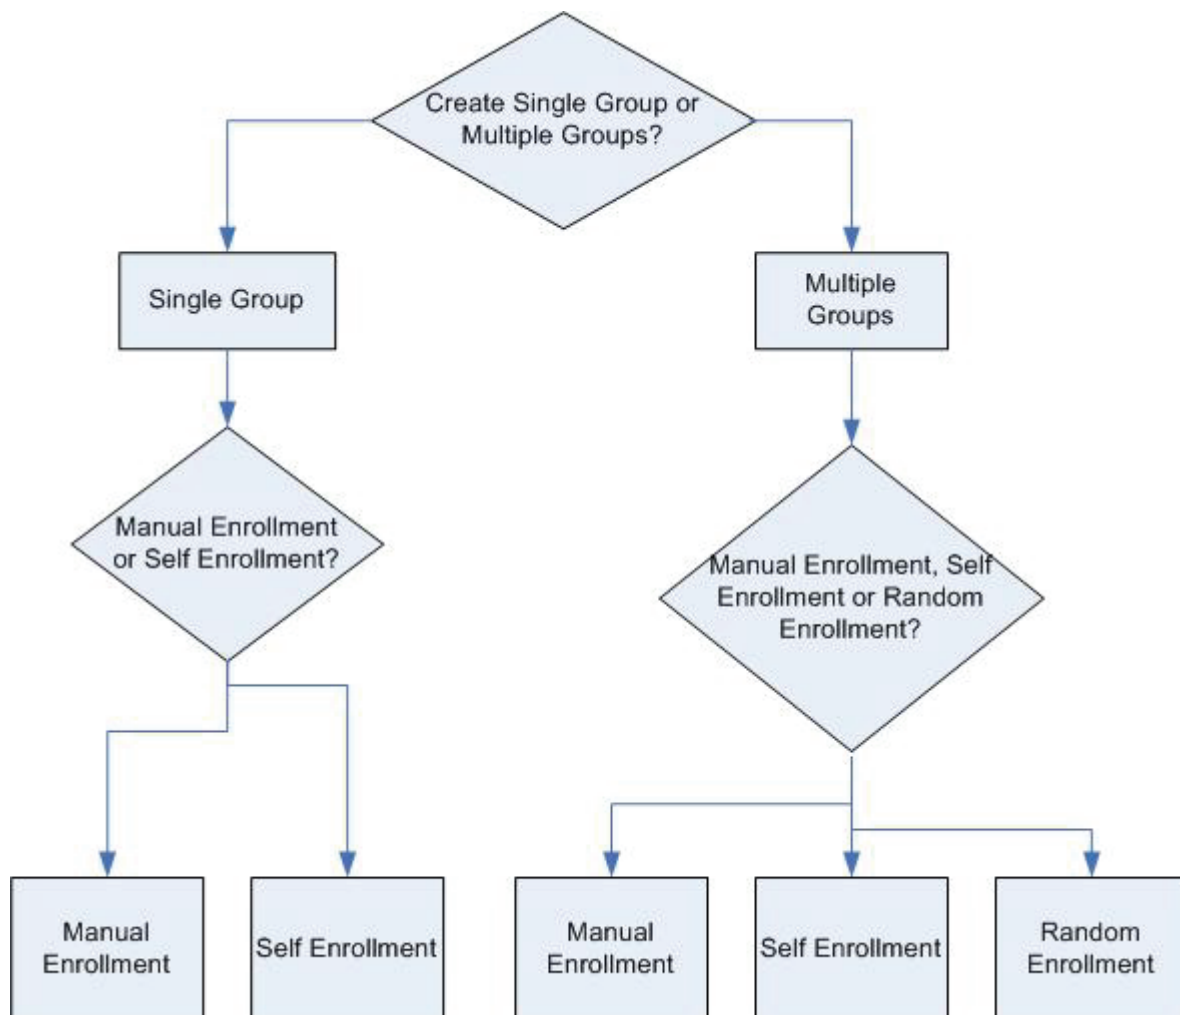 Create Single Group or
Multiple Groups?
Single Group
Multiple
Groups
Manual Enrollment
or Self Enrollment?
Manual Enrollment, Self
Enrollment or Random
Enrollment?
Manual
Enrollment
Self Enrollment
Manual
Enrollment
Self Enrollment
Random
Enrollment